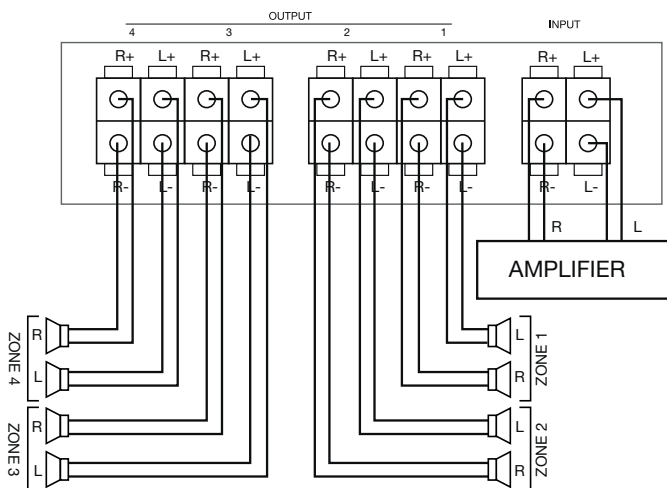 OUTPUT
INPUT
4 3 2 1
R+ L+ R+ L+ R+ L+ R+ L+ R+ L+
R- L- R- L- R- L- R- L- R- L-
R L
AMPLIFIER
ZONE 4
R
L
ZONE 3
R
L
L
R
ZONE 1
L
R
ZONE 2